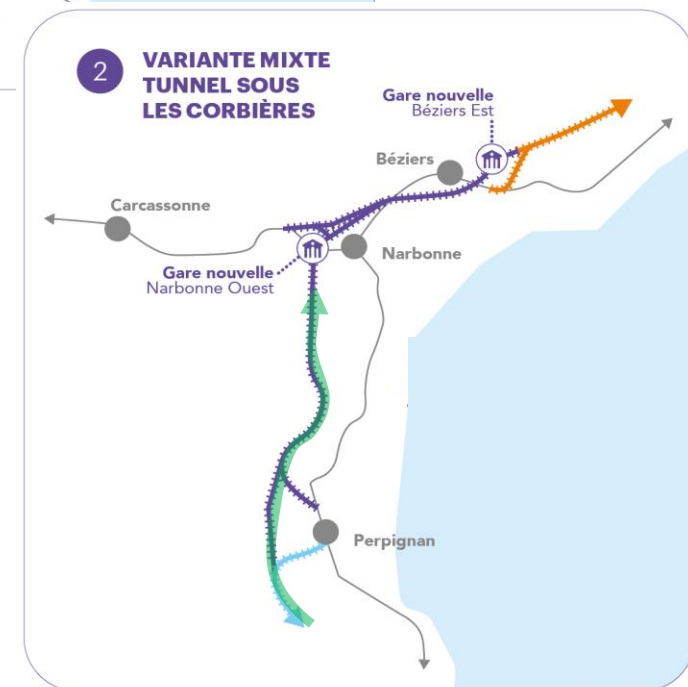 2
VARIANTE MIXTE
TUNNEL SOUS
LES CORBIÈRES
Gare nouvelle
Béziers Est
Béziers
Carcassonne
Narbonne
Gare nouvelle
Narbonne Ouest
Perpignan